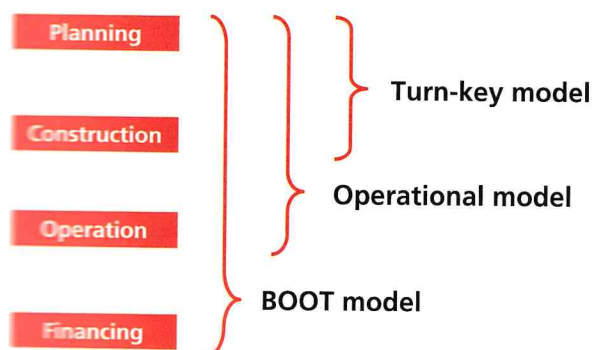 Planning
Turn-key model
Construction
Operational model
Operation
BOOT model
Financing